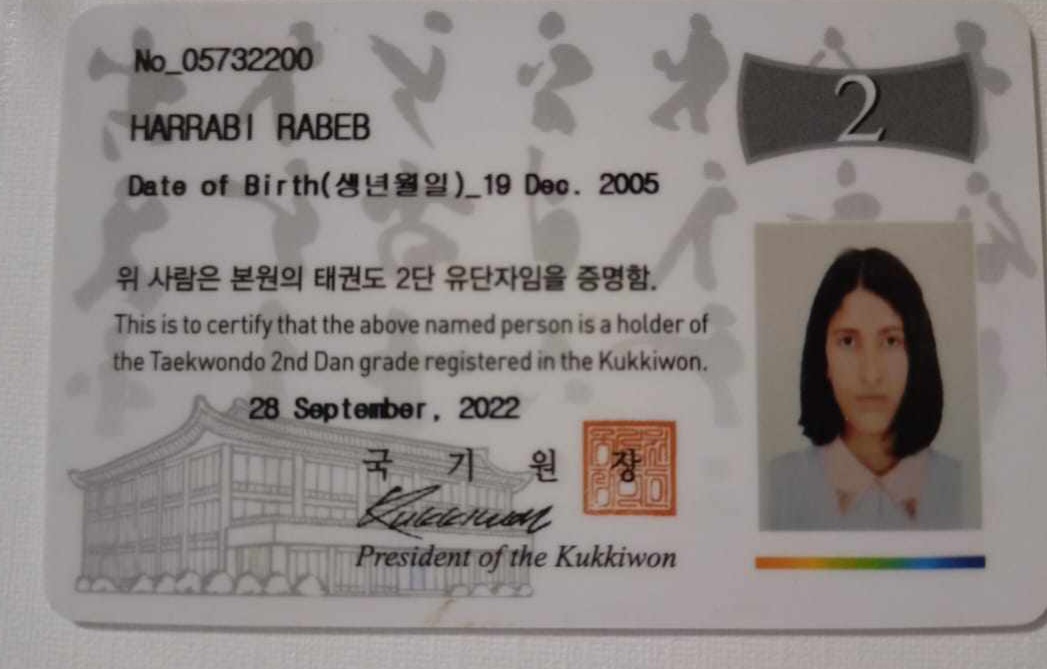 No_05732200
2
HARRABI RABEB
Date of Birth(생년월일)_19 Dec. 2005
위 사람은 본원의 태권도 2단 유단자임을 증명함.
This is to certify that the above named person is a holder of
the Taekwondo 2nd Dan grade registered in the Kukkiwon.
28 September, 2022
국 기 원 장
Kukkiwon
President of the Kukkiwon